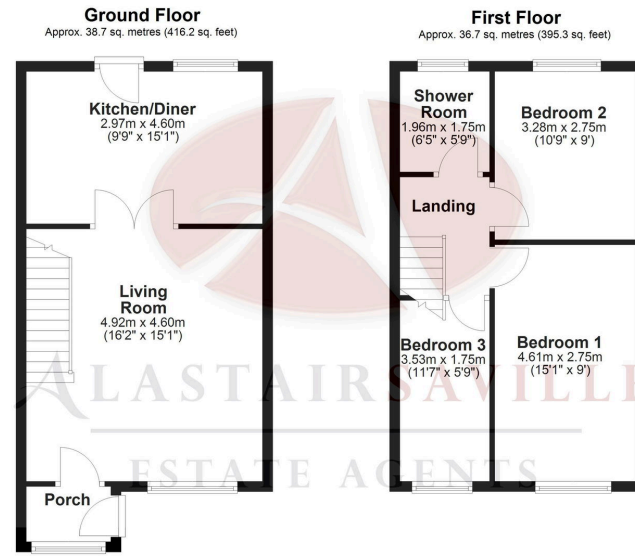 Ground Floor
Approx. 38.7 sq. metres (416.2 sq. feet)
Kitchen/Diner
2.97m x 4.60m
(9'9" x 15'1")
Living
Room
4.92m x 4.60m
(16'2" x 15'1")
Porch
First Floor
Approx. 36.7 sq. metres (395.3 sq. feet)
Shower
Room
1.96m x 1.75m
(6'5" x 5'9")
Bedroom 2
3.28m x 2.75m
(10'9" x 9')
Landing
Bedroom 3
3.53m x 1.75m
(11'7" x 5'9")
Bedroom 1
4.61m x 2.75m
(15'1" x 9')
ALASTAIR SAVILLE
ESTATE AGENTS